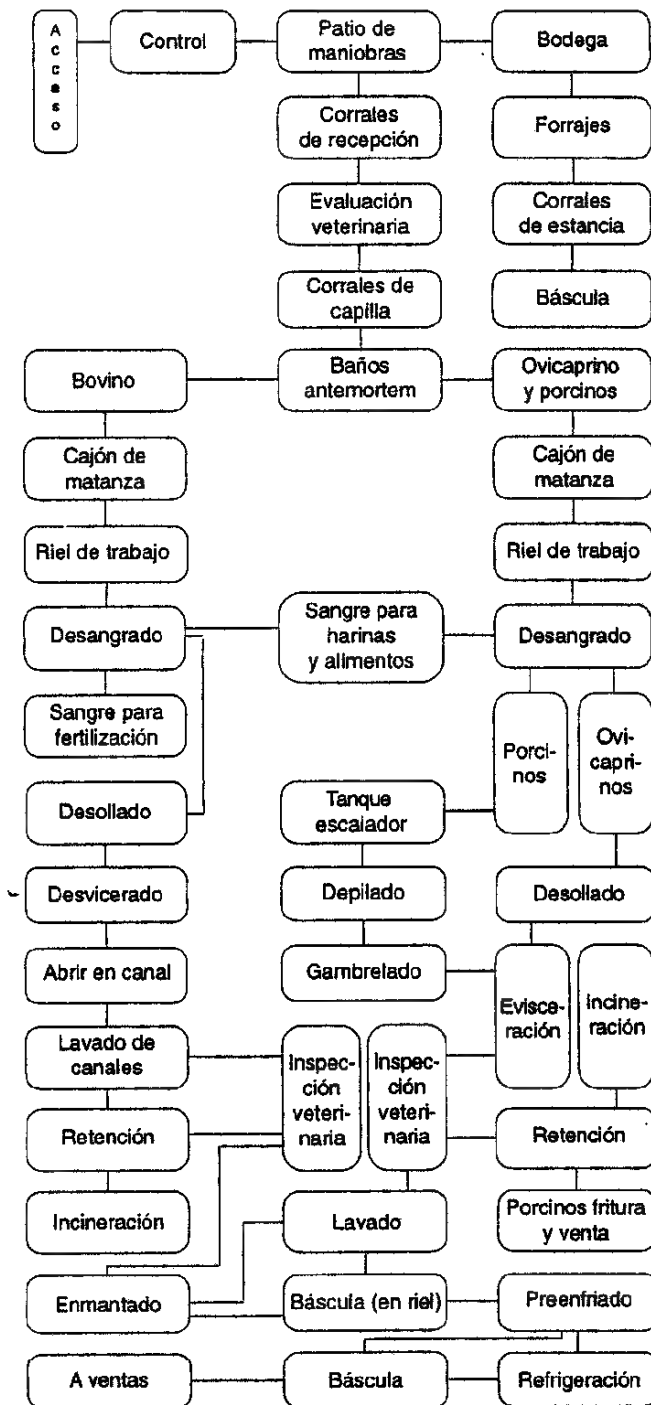 Acceso
Control
Patio de
maniobras
Bodega
Corrales
de recepción
Forrajes
Evaluación
veterinaria
Corrales
de estancia
Corrales de
capilla
Báscula
Bovino
Baños
antemortem
Ovicaprino
y porcinos
Cajón de
matanza
Cajón de
matanza
Riel de trabajo
Riel de trabajo
Desangrado
Sangre para
harinas
y alimentos
Desangrado
Sangre para
fertilización
Porci-
nos
Ovi-
capri-
nos
Desollado
Tanque
escalador
Desvicerado
Depilado
Desollado
Abrir en canal
Gambrelado
Evisce-
ración
Incine-
ración
Lavado de
canales
Inspec-
ción
veteri-
naria
Inspec-
ción
veteri-
naria
Retención
Retención
Incineración
Lavado
Porcinos fritura
y venta
Enmantado
Báscula (en riel)
Preenfriado
A ventas
Báscula
Refrigeración